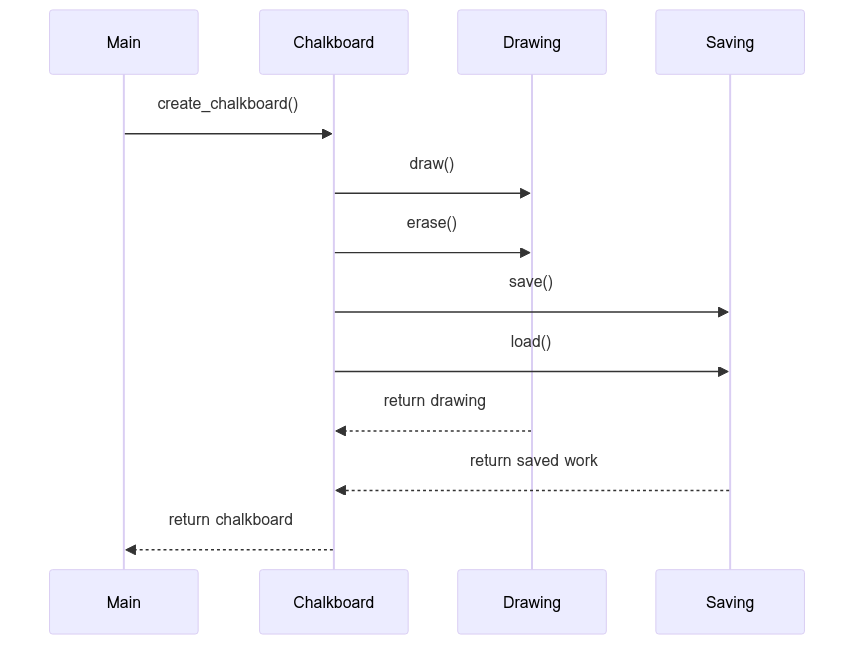 Main
Chalkboard
Drawing
Saving
create_chalkboard()
draw()
erase()
save()
load()
return drawing
return saved work
return chalkboard
Main
Chalkboard
Drawing
Saving